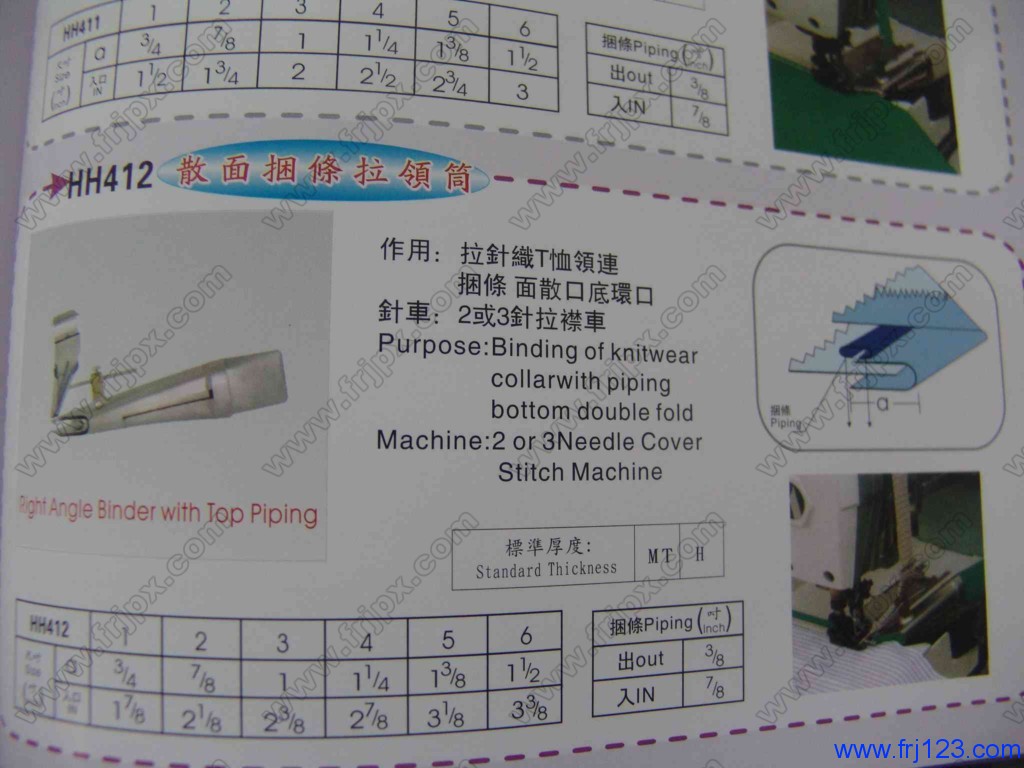 HH411 1 2 3 4 5 6
a 3/4 7/8 1 1 1/4 1 3/8 1 1/2
入口 IN 1 1/2 1 3/4 2 2 1/2 2 3/4 3
捆條Piping (吋 Inch)
出out 3/8
入IN 7/8
HH412 散面捆條拉領筒
作用: 拉針織T恤領連
捆條 面散口底環口
針車: 2或3針拉襟車
Purpose:Binding of knitwear
collarwith piping
bottom double fold
Machine:2 or 3Needle Cover
Stitch Machine
Right Angle Binder with Top Piping
捆條
Piping
a
標準厚度:
Standard Thickness
MT H
HH412 1 2 3 4 5 6
Size a 3/4 7/8 1 1 1/4 1 3/8 1 1/2
入口 IN 1 7/8 2 1/8 2 3/8 2 7/8 3 1/8 3 3/8
捆條Piping (吋 Inch)
出out 3/8
入IN 7/8
www.frjpx.com
www.frj123.com